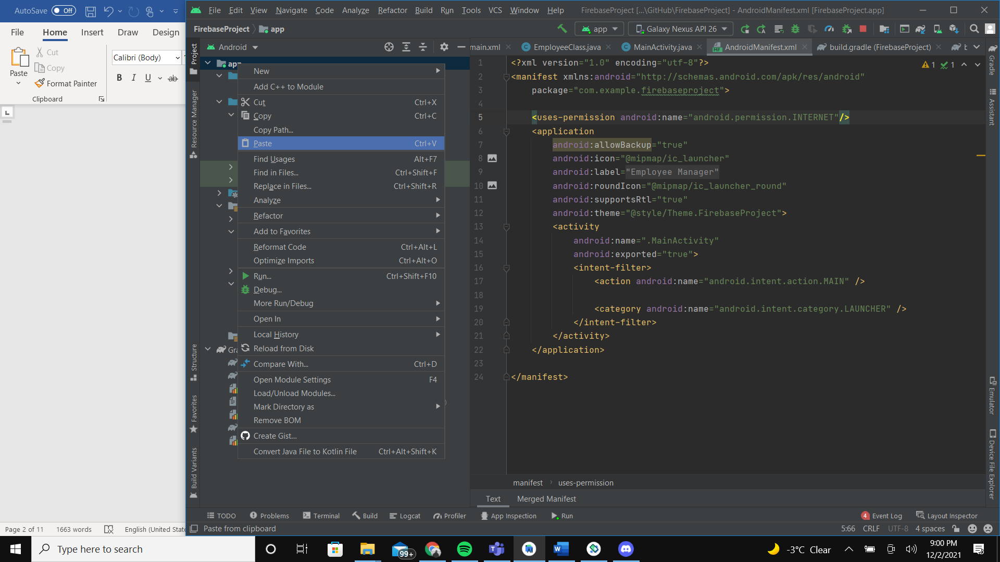 AutoSave Off
File Home Insert Draw Design
Calibri (Body)
Paste
Cut
Copy
Format Painter
B I U ab
Clipboard
L
Page 2 of 11 1663 words English (United State
File Edit View Navigate Code Analyze Refactor Build Run Tools VCS Window Help FirebaseProject [...\GitHub\FirebaseProject] - AndroidManifest.xml [FirebaseProject.app]
FirebaseProject app
app Galaxy Nexus API 26
Project
Resource Manager
Structure
Favorites
Build Variants
Android
app
Gra
New
Add C++ to Module
Cut Ctrl+X
Copy Ctrl+C
Copy Path...
Paste Ctrl+V
Find Usages Alt+F7
Find in Files... Ctrl+Shift+F
Replace in Files... Ctrl+Shift+R
Analyze
Refactor
Add to Favorites
Reformat Code Ctrl+Alt+L
Optimize Imports Ctrl+Alt+O
Run... Ctrl+Shift+F10
Debug...
More Run/Debug
Open In
Local History
Reload from Disk
Compare With... Ctrl+D
Open Module Settings F4
Load/Unload Modules...
Mark Directory as
Remove BOM
Create Gist...
Convert Java File to Kotlin File Ctrl+Alt+Shift+K
main.xml EmployeeClass.java MainActivity.java AndroidManifest.xml build.gradle (FirebaseProject) b
1 1
1 <?xml version="1.0" encoding="utf-8"?>
2 <manifest xmlns:android="http://schemas.android.com/apk/res/android"
3 package="com.example.firebaseproject">
4
5 <uses-permission android:name="android.permission.INTERNET"/>
6 <application
7 android:allowBackup="true"
8 android:icon="@mipmap/ic_launcher"
9 android:label="Employee Manager"
10 android:roundIcon="@mipmap/ic_launcher_round"
11 android:supportsRtl="true"
12 android:theme="@style/Theme.FirebaseProject">
13 <activity
14 android:name=".MainActivity"
15 android:exported="true">
16 <intent-filter>
17 <action android:name="android.intent.action.MAIN" />
18
19 <category android:name="android.intent.category.LAUNCHER" />
20 </intent-filter>
21 </activity>
22 </application>
23
24 </manifest>
manifest uses-permission
Text Merged Manifest
Gradle
Assistant
Emulator
Device File Explorer
TODO Problems Terminal Build Logcat Profiler App Inspection Run 4 Event Log Layout Inspector
Paste from clipboard 5:66 CRLF UTF-8 4 spaces
Type here to search
99+
-3°C Clear
9:00 PM
12/2/2021